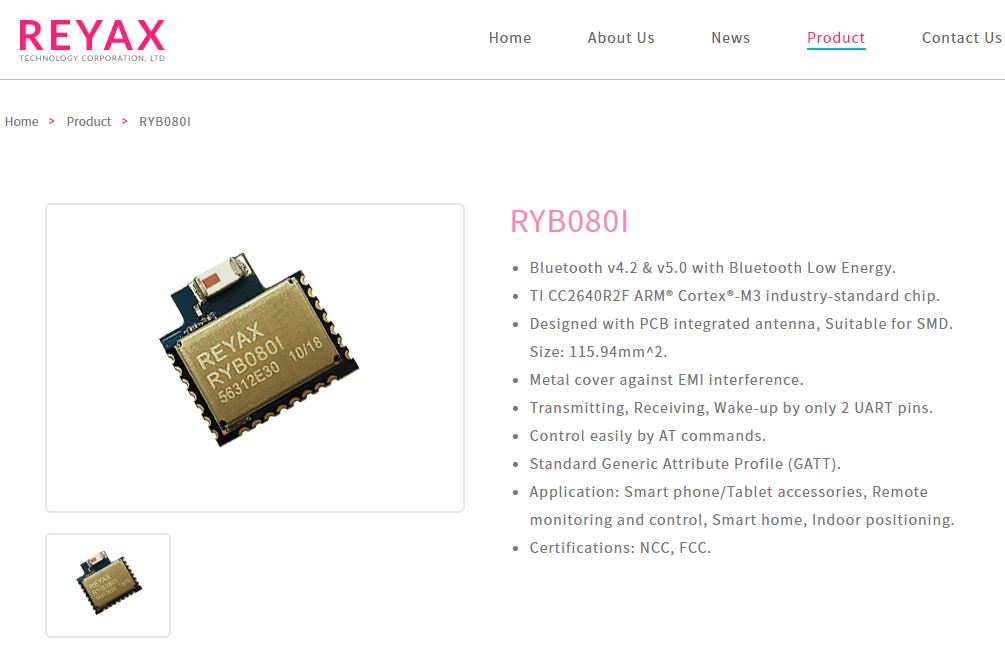 REYAX
TECHNOLOGY CORPORATION, LTD
Home
About Us
News
Product
Contact Us
Home > Product > RYB080I
REYAX
RYB080I
56312E30 10/18
RYB080I
• Bluetooth v4.2 & v5.0 with Bluetooth Low Energy.
• TI CC2640R2F ARM® Cortex®-M3 industry-standard chip.
• Designed with PCB integrated antenna, Suitable for SMD.
Size: 115.94mm^2.
• Metal cover against EMI interference.
• Transmitting, Receiving, Wake-up by only 2 UART pins.
• Control easily by AT commands.
• Standard Generic Attribute Profile (GATT).
• Application: Smart phone/Tablet accessories, Remote
monitoring and control, Smart home, Indoor positioning.
• Certifications: NCC, FCC.
REYAX
RYB080I